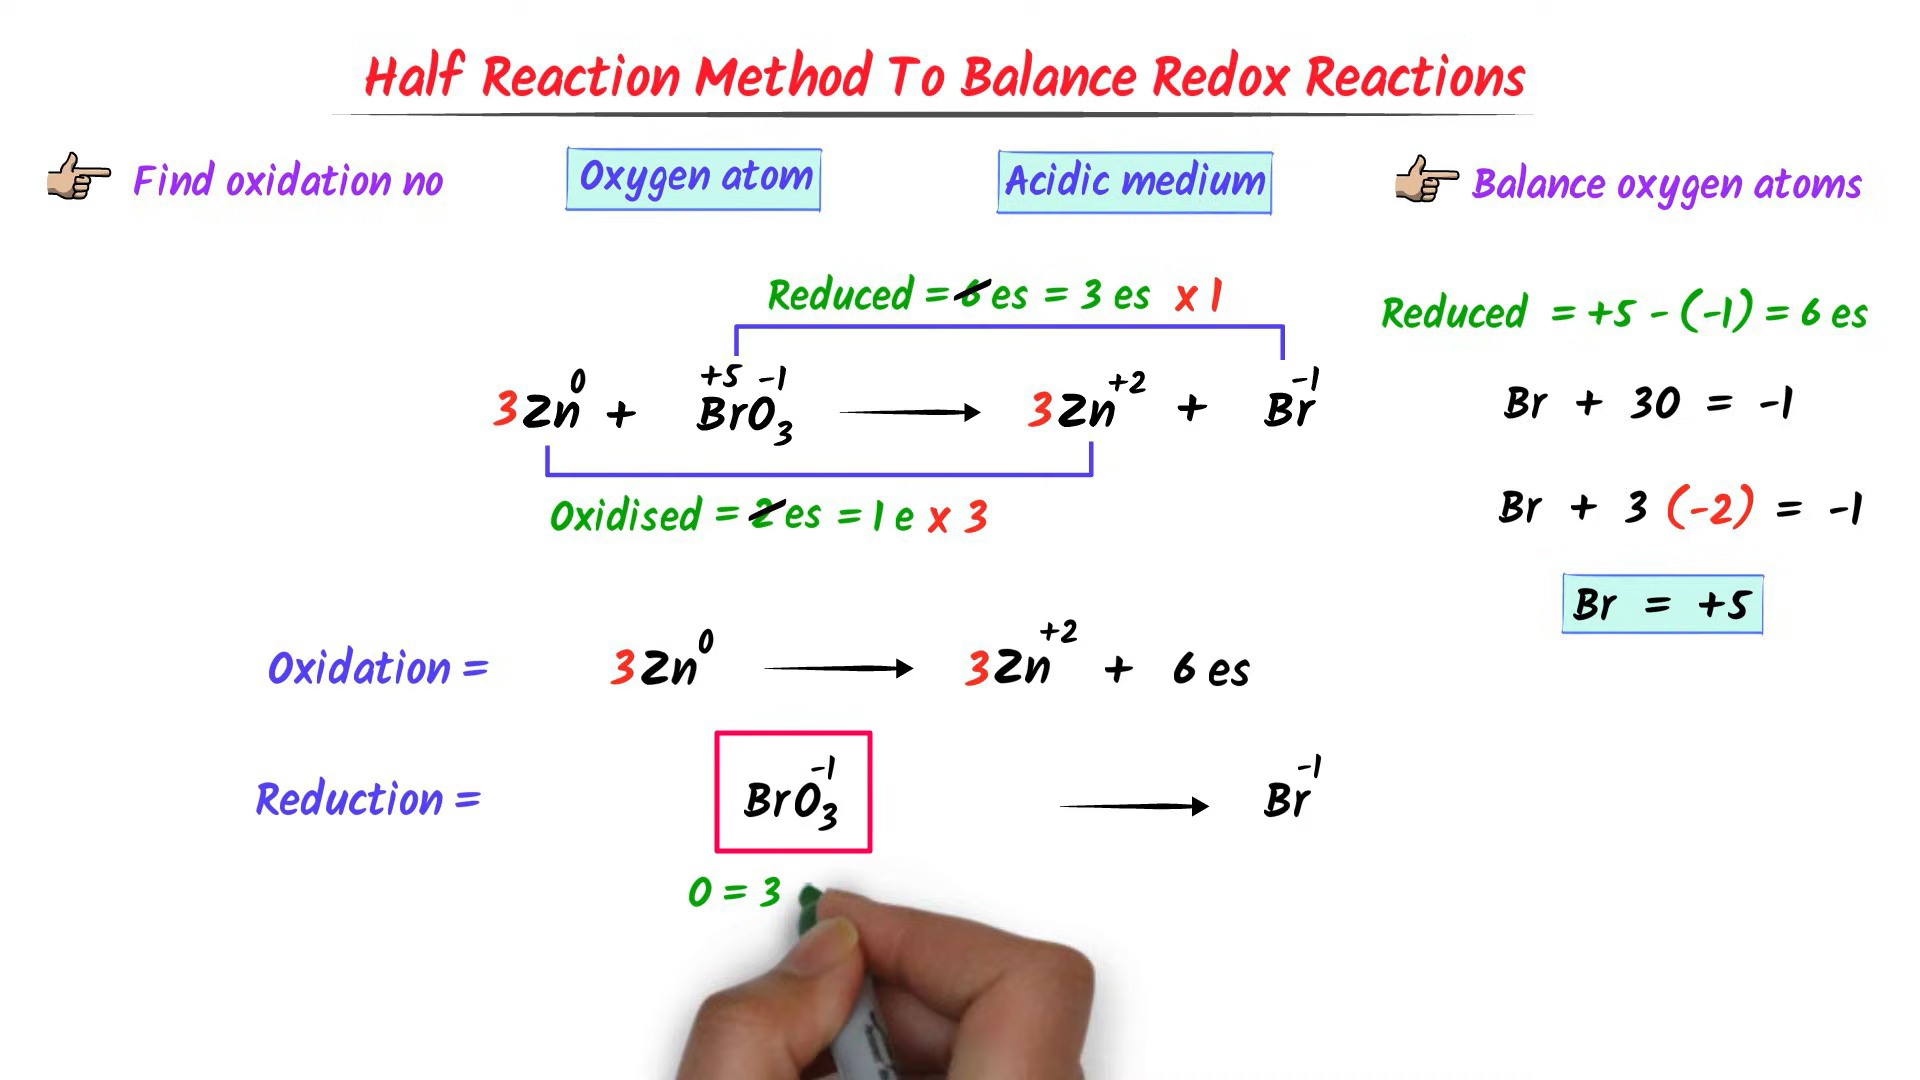 Half Reaction Method To Balance Redox Reactions
Find oxidation no
Oxygen atom
Acidic medium
Balance oxygen atoms
Reduced = 6 es = 3 es x 1
Reduced = +5 - (-1) = 6 es
3Zn⁰ + BrO₃ +5 -1 → 3Zn⁺² + Br⁻¹
Br + 3O = -1
Oxidised = 2 es = 1 e x 3
Br + 3 (-2) = -1
Br = +5
Oxidation = 3Zn⁰ → 3Zn⁺² + 6 es
Reduction = BrO₃⁻¹ → Br⁻¹
O = 3